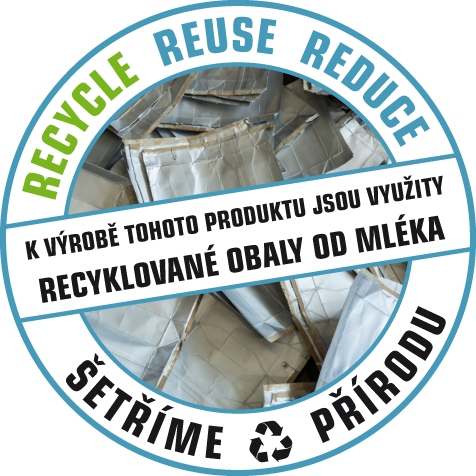 RECYCLE REUSE REDUCE
K VÝROBĚ TOHOTO PRODUKTU JSOU VYUŽITY
RECYKLOVANÉ OBALY OD MLÉKA
ŠETŘÍME PŘÍRODU